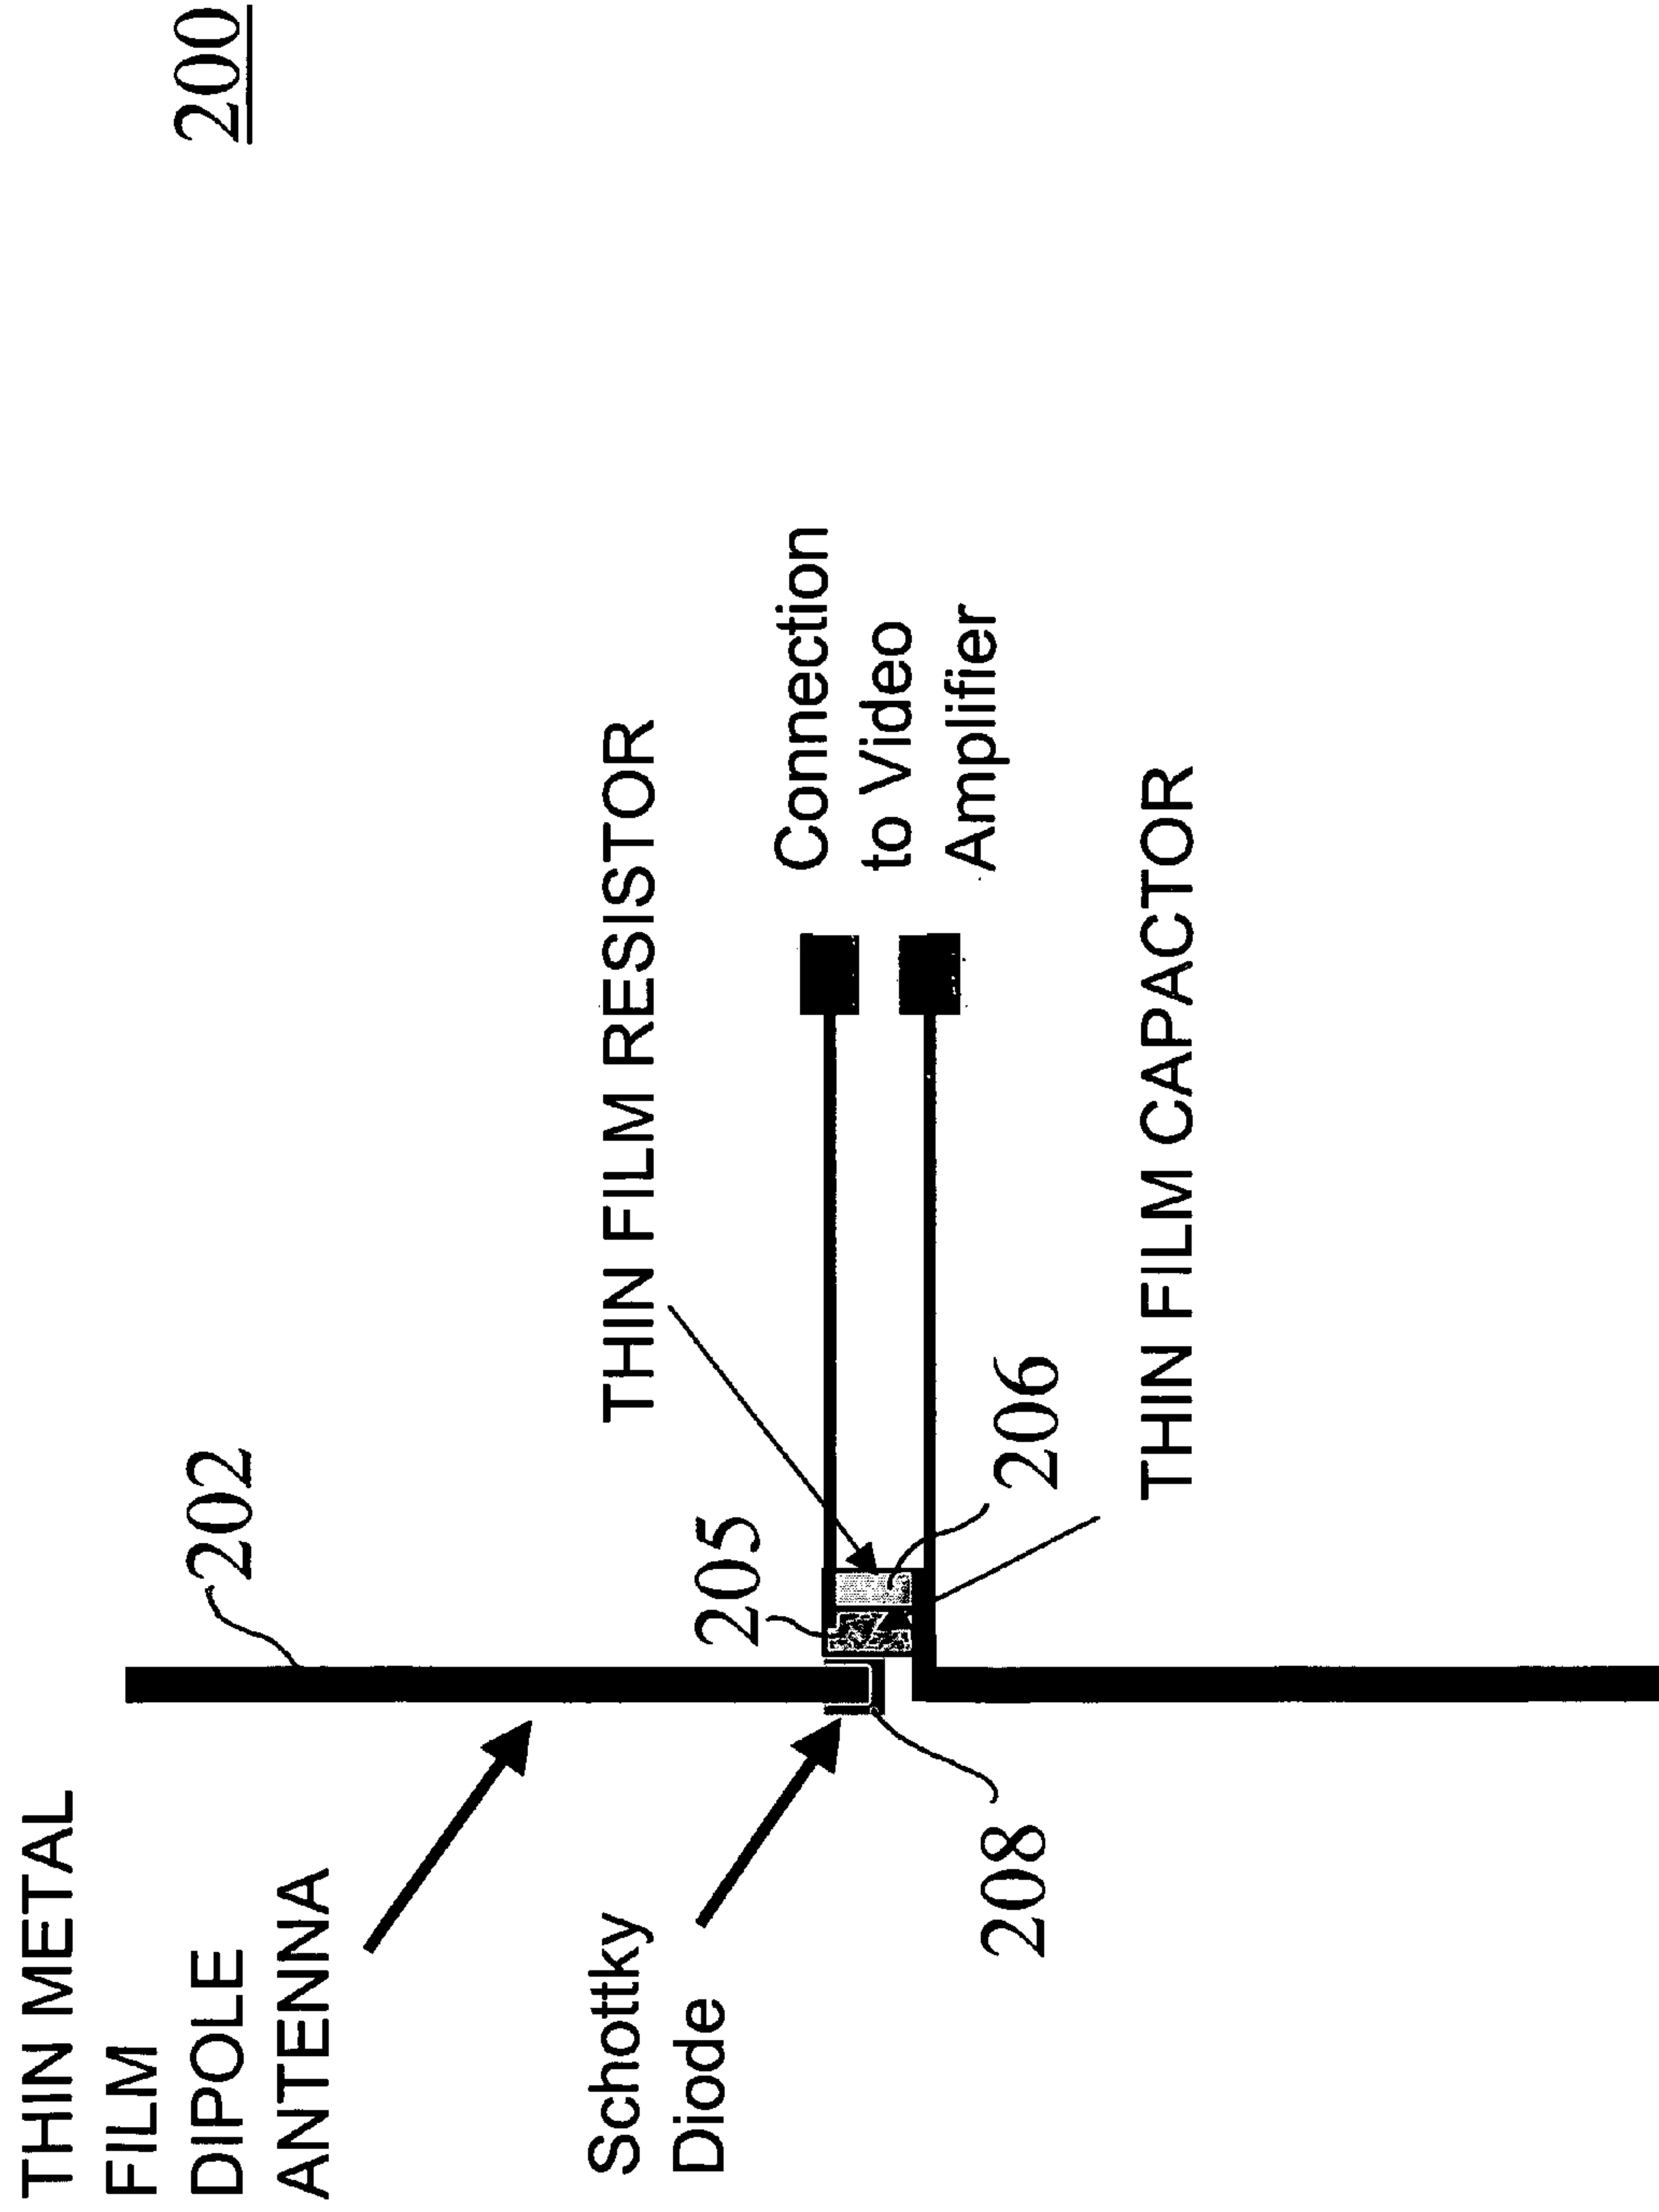 200
THIN METAL
FILM
DIPOLE
ANTENNA
202
Schottky
Diode
208
205
THIN FILM RESISTOR
Connection
to Video
Amplifier
206
THIN FILM CAPACTOR